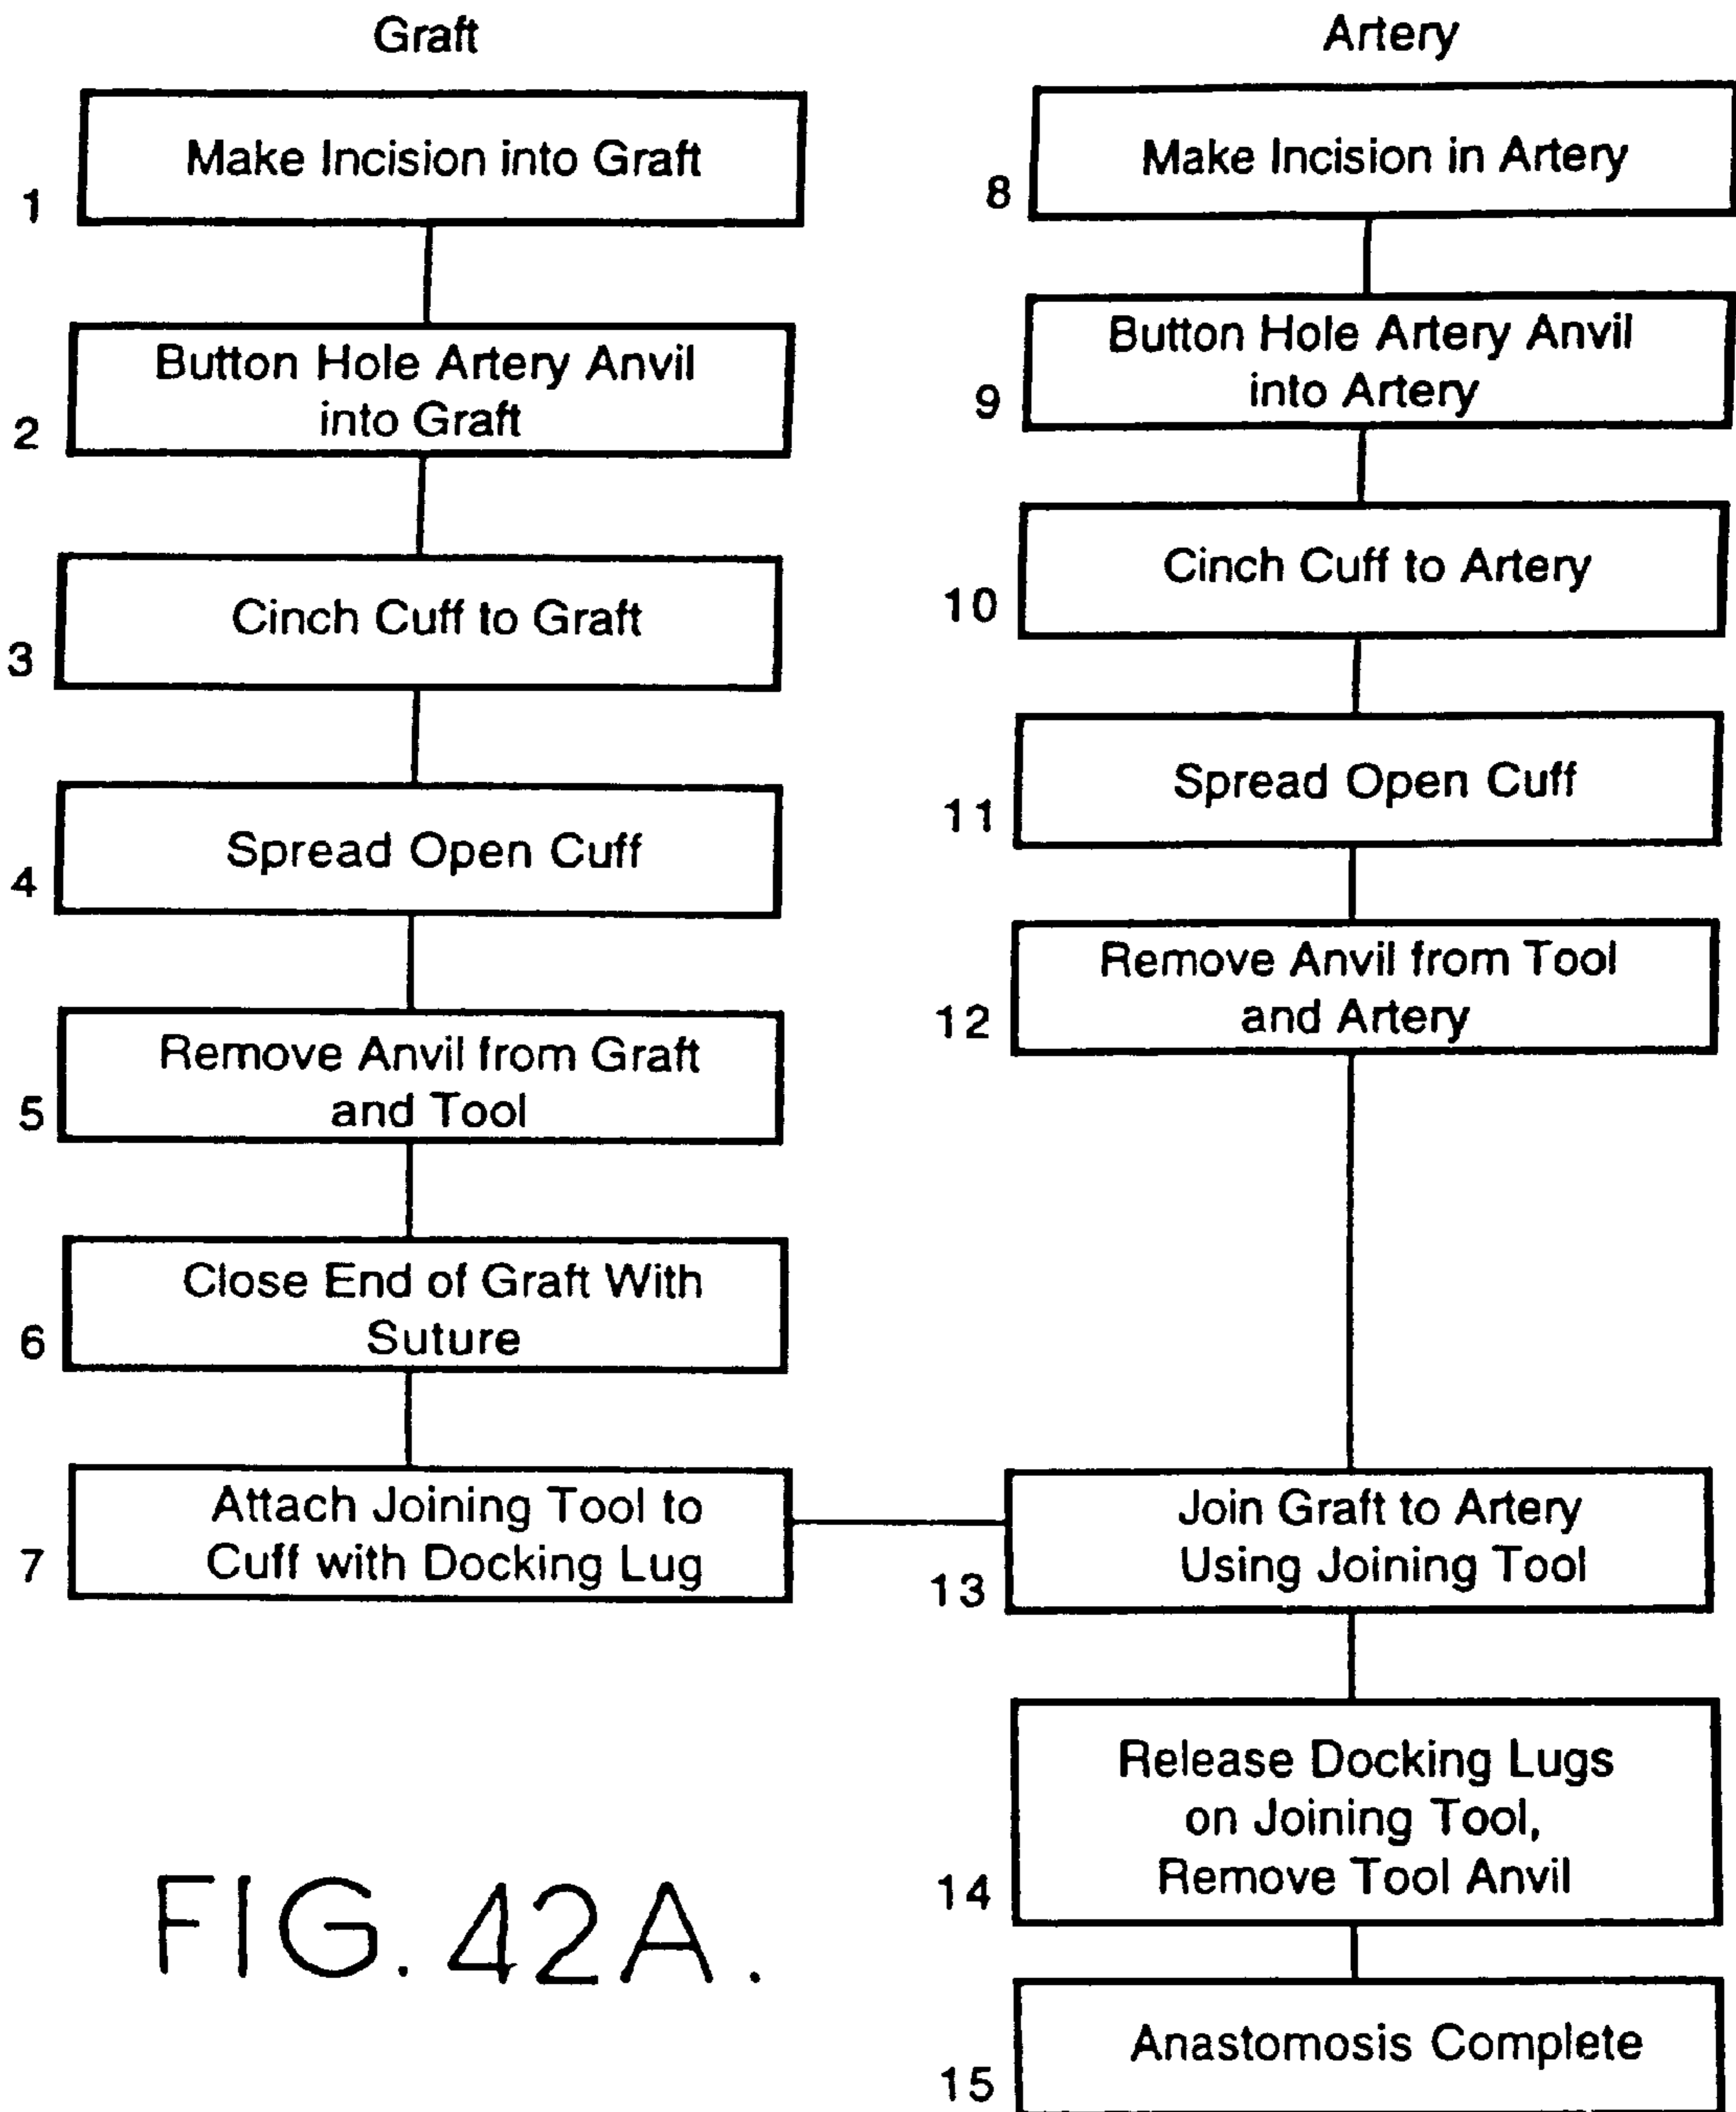 Graft
1
Make Incision into Graft
2
Button Hole Artery Anvil
into Graft
3
Cinch Cuff to Graft
4
Spread Open Cuff
5
Remove Anvil from Graft
and Tool
6
Close End of Graft With
Suture
7
Attach Joining Tool to
Cuff with Docking Lug
Artery
8
Make Incision in Artery
9
Button Hole Artery Anvil
into Artery
10
Cinch Cuff to Artery
11
Spread Open Cuff
12
Remove Anvil from Tool
and Artery
13
Join Graft to Artery
Using Joining Tool
14
Release Docking Lugs
on Joining Tool,
Remove Tool Anvil
15
Anastomosis Complete
FIG. 42A.